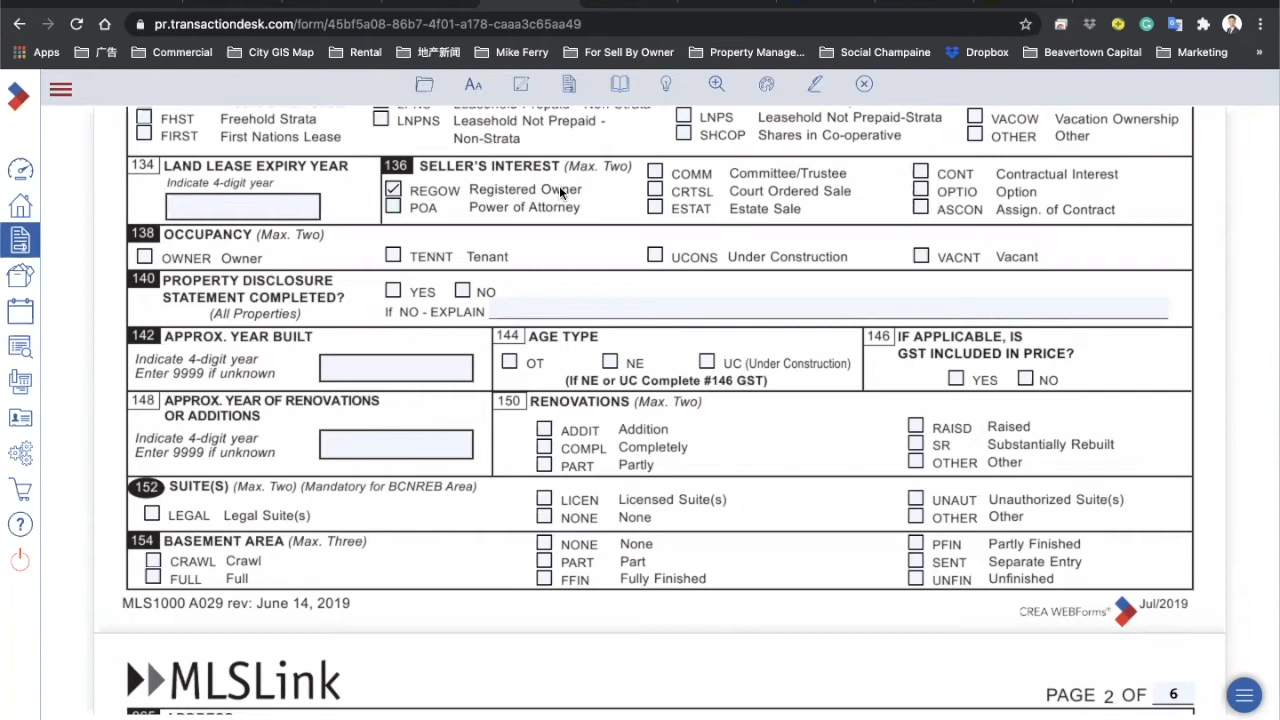 pr.transactiondesk.com/form/45bf5a08-86b7-4f01-a178-caaa3c65aa49
Apps 广告 Commercial City GIS Map Rental 地产新闻 Mike Ferry For Sell By Owner Property Manage... Social Champaine Dropbox Beavertown Capital Marketing »
FHST Freehold Strata LNPNS Leasehold Not Prepaid - Non-Strata LNPS Leasehold Not Prepaid-Strata VACOW Vacation Ownership
FIRST First Nations Lease SHCOP Shares in Co-operative OTHER Other
134 LAND LEASE EXPIRY YEAR
Indicate 4-digit year
136 SELLER'S INTEREST (Max. Two) COMM Committee/Trustee CONT Contractual Interest
REGOW Registered Owner CRTSL Court Ordered Sale OPTIO Option
POA Power of Attorney ESTAT Estate Sale ASCON Assign. of Contract
138 OCCUPANCY (Max. Two)
OWNER Owner TENNT Tenant UCONS Under Construction VACNT Vacant
140 PROPERTY DISCLOSURE
STATEMENT COMPLETED?
(All Properties)
YES NO
If NO - EXPLAIN
142 APPROX. YEAR BUILT
Indicate 4-digit year
Enter 9999 if unknown
144 AGE TYPE
OT NE UC (Under Construction)
(If NE or UC Complete #146 GST)
146 IF APPLICABLE, IS
GST INCLUDED IN PRICE?
YES NO
148 APPROX. YEAR OF RENOVATIONS
OR ADDITIONS
Indicate 4-digit year
Enter 9999 if unknown
150 RENOVATIONS (Max. Two)
ADDIT Addition RAISD Raised
COMPL Completely SR Substantially Rebuilt
PART Partly OTHER Other
152 SUITE(S) (Max. Two) (Mandatory for BCNREB Area)
LICEN Licensed Suite(s) UNAUT Unauthorized Suite(s)
LEGAL Legal Suite(s) NONE None OTHER Other
154 BASEMENT AREA (Max. Three) NONE None PFIN Partly Finished
CRAWL Crawl PART Part SENT Separate Entry
FULL Full FFIN Fully Finished UNFIN Unfinished
MLS1000 A029 rev: June 14, 2019 CREA WEBForms® Jul/2019
MLSLink
PAGE 2 OF 6